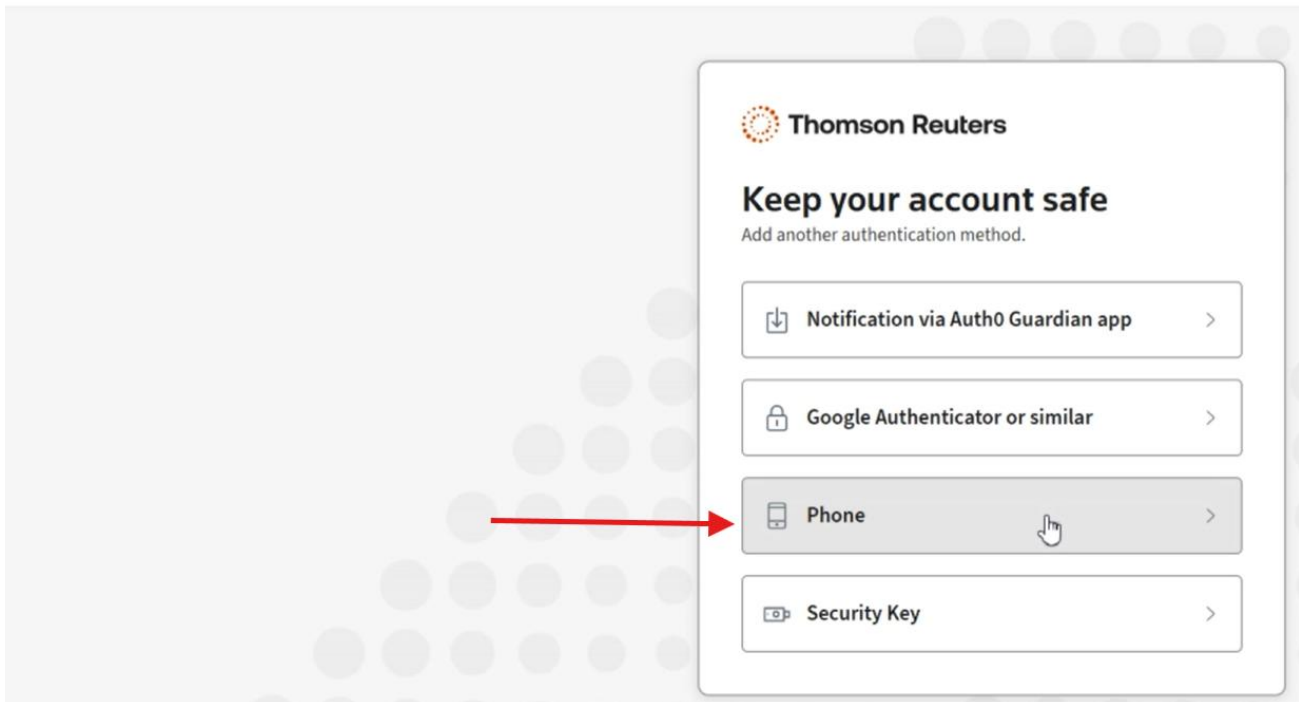 Thomson Reuters
Keep your account safe
Add another authentication method.
Notification via Auth0 Guardian app
Google Authenticator or similar
Phone
Security Key